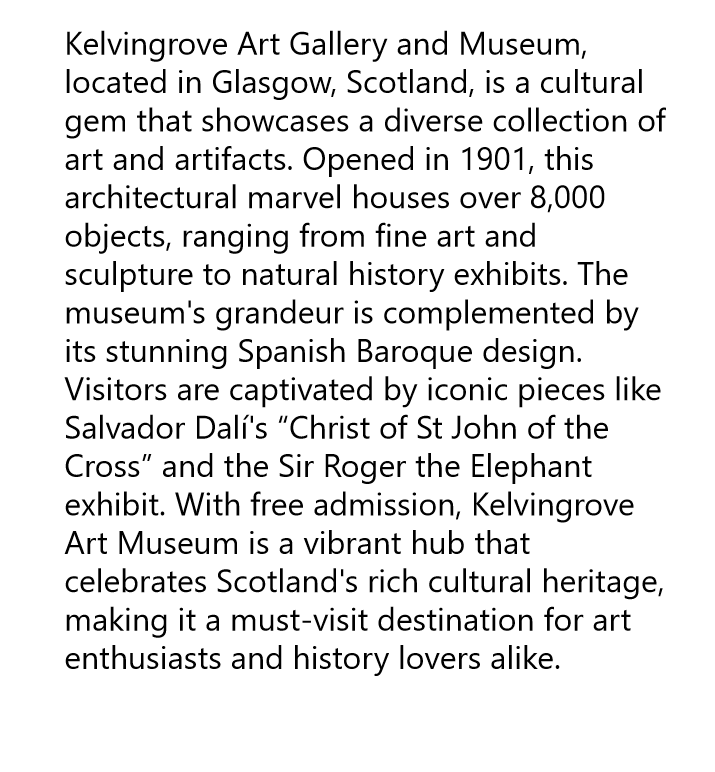 Kelvingrove Art Gallery and Museum,
located in Glasgow, Scotland, is a cultural
gem that showcases a diverse collection of
art and artifacts. Opened in 1901, this
architectural marvel houses over 8,000
objects, ranging from fine art and
sculpture to natural history exhibits. The
museum's grandeur is complemented by
its stunning Spanish Baroque design.
Visitors are captivated by iconic pieces like
Salvador Dalí's “Christ of St John of the
Cross” and the Sir Roger the Elephant
exhibit. With free admission, Kelvingrove
Art Museum is a vibrant hub that
celebrates Scotland's rich cultural heritage,
making it a must-visit destination for art
enthusiasts and history lovers alike.